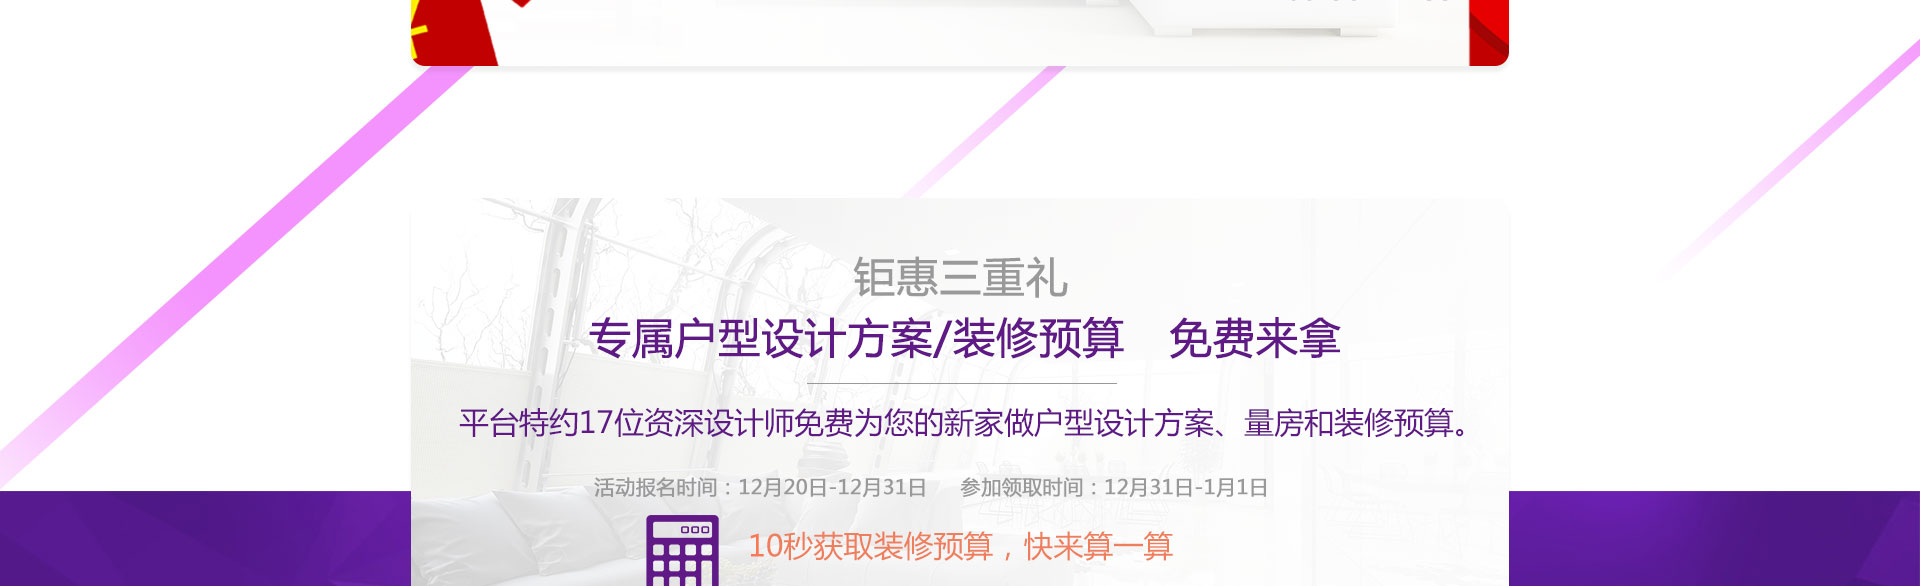 钜惠三重礼
专属户型设计方案/装修预算 免费来拿
平台特约17位资深设计师免费为您的新家做户型设计方案、量房和装修预算。
活动报名时间：12月20日-12月31日 参加领取时间：12月31日-1月1日
10秒获取装修预算，快来算一算